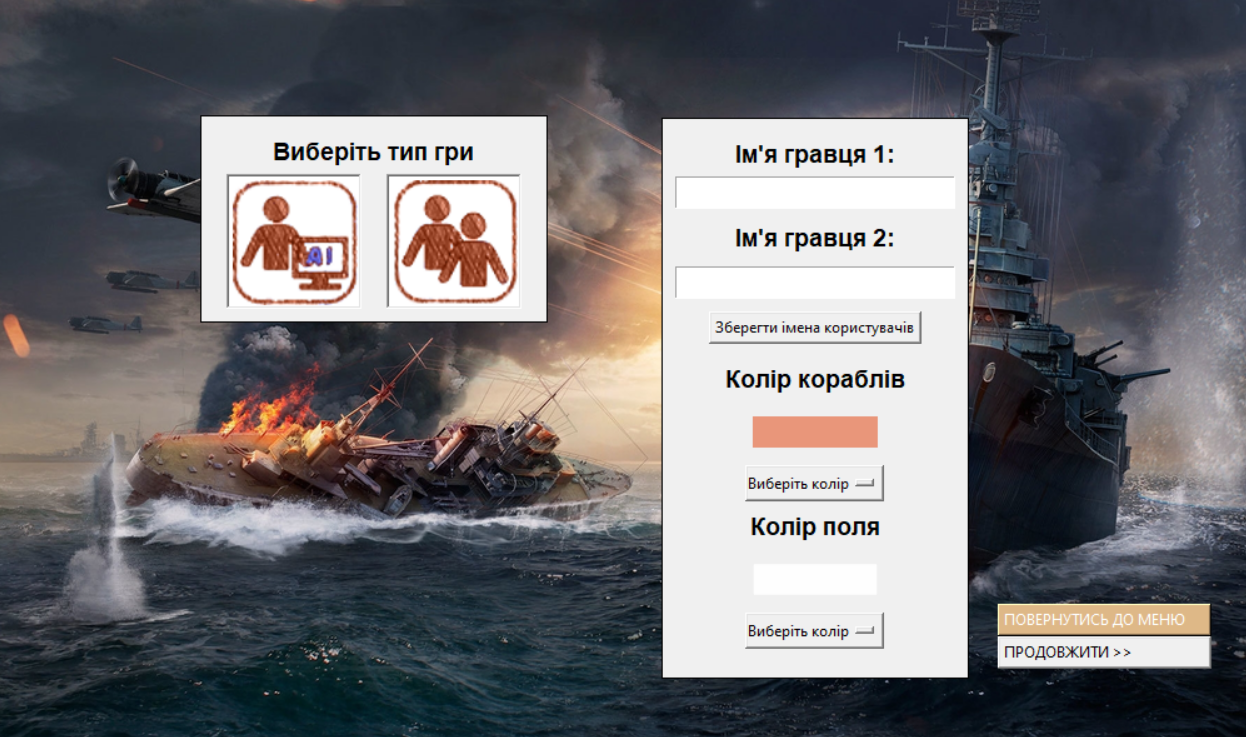 Виберіть тип гри
AI
Ім'я гравця 1:
Ім'я гравця 2:
Зберегти імена користувачів
Колір кораблів
Виберіть колір
Колір поля
Виберіть колір
ПОВЕРНУТИСЬ ДО МЕНЮ
ПРОДОВЖИТИ >>